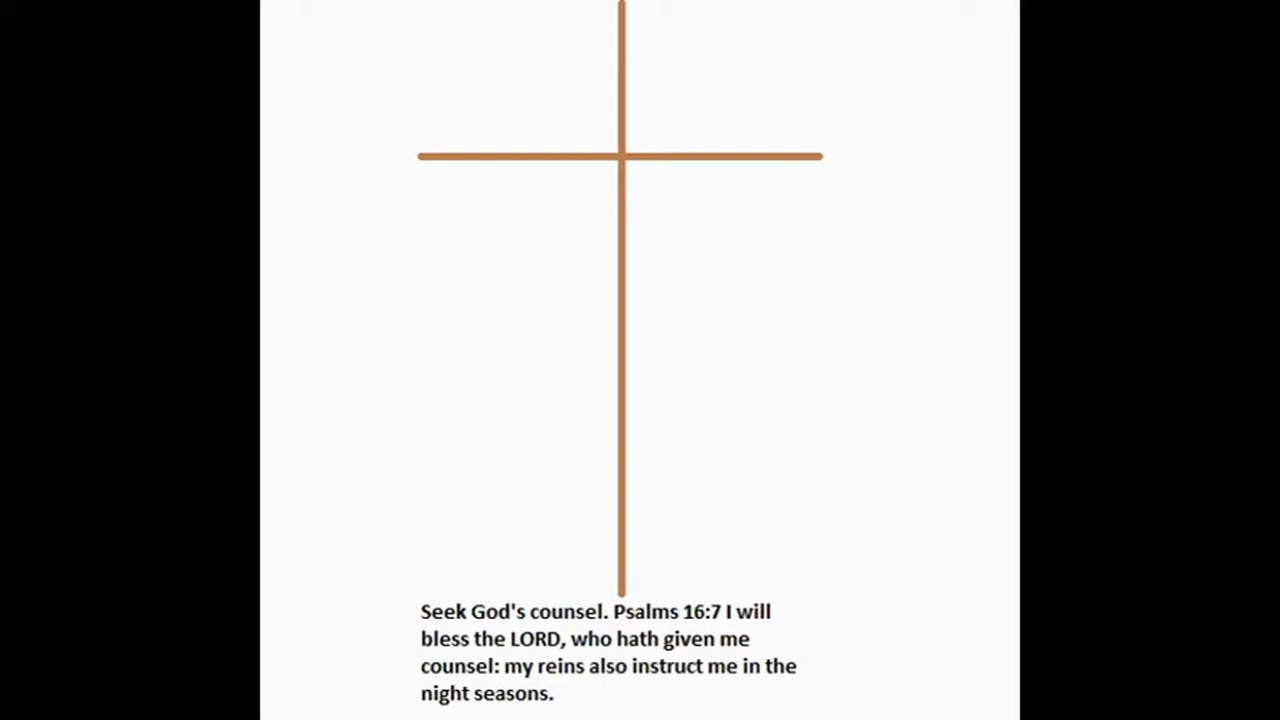 Seek God's counsel. Psalms 16:7 I will
bless the LORD, who hath given me
counsel: my reins also instruct me in the
night seasons.